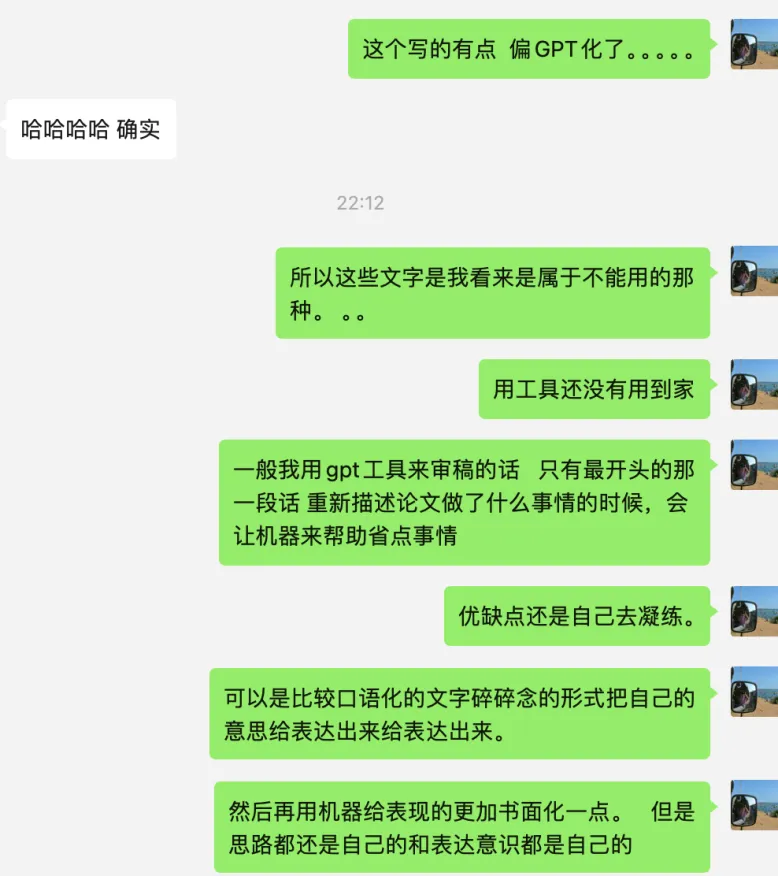 这个写的有点 偏GPT化了。。。。。
哈哈哈哈 确实
22:12
所以这些文字是我看来是属于不能用的那
种。 。。
用工具还没有用到家
一般我用gpt工具来审稿的话 只有最开头的那
一段话 重新描述论文做了什么事情的时候，会
让机器来帮助省点事情
优缺点还是自己去凝练。
可以是比较口语化的文字碎碎念的形式把自己的
意思给表达出来给表达出来。
然后再用机器给表现的更加书面化一点。 但是
思路都还是自己的和表达意识都是自己的